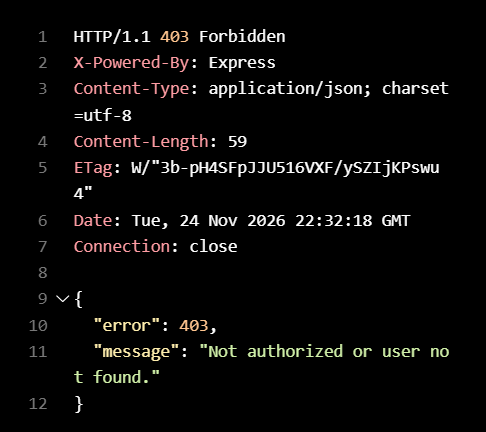 1 HTTP/1.1 403 Forbidden
2 X-Powered-By: Express
3 Content-Type: application/json; charset
=utf-8
4 Content-Length: 59
5 ETag: W/"3b-pH4SFpJJU516VXF/ySZIjKPswu
4"
6 Date: Tue, 24 Nov 2026 22:32:18 GMT
7 Connection: close
8
9 {
10 "error": 403,
11 "message": "Not authorized or user no
t found."
12 }